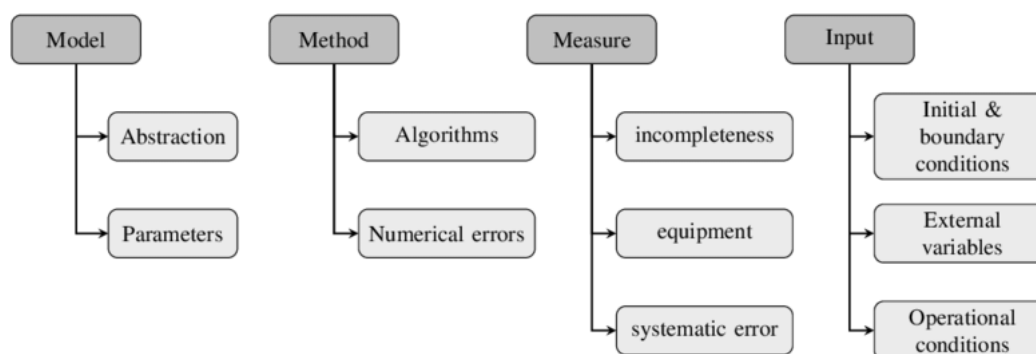 Model
Method
Measure
Input
Abstraction
Parameters
Algorithms
Numerical errors
incompleteness
equipment
systematic error
Initial &
boundary
conditions
External
variables
Operational
conditions